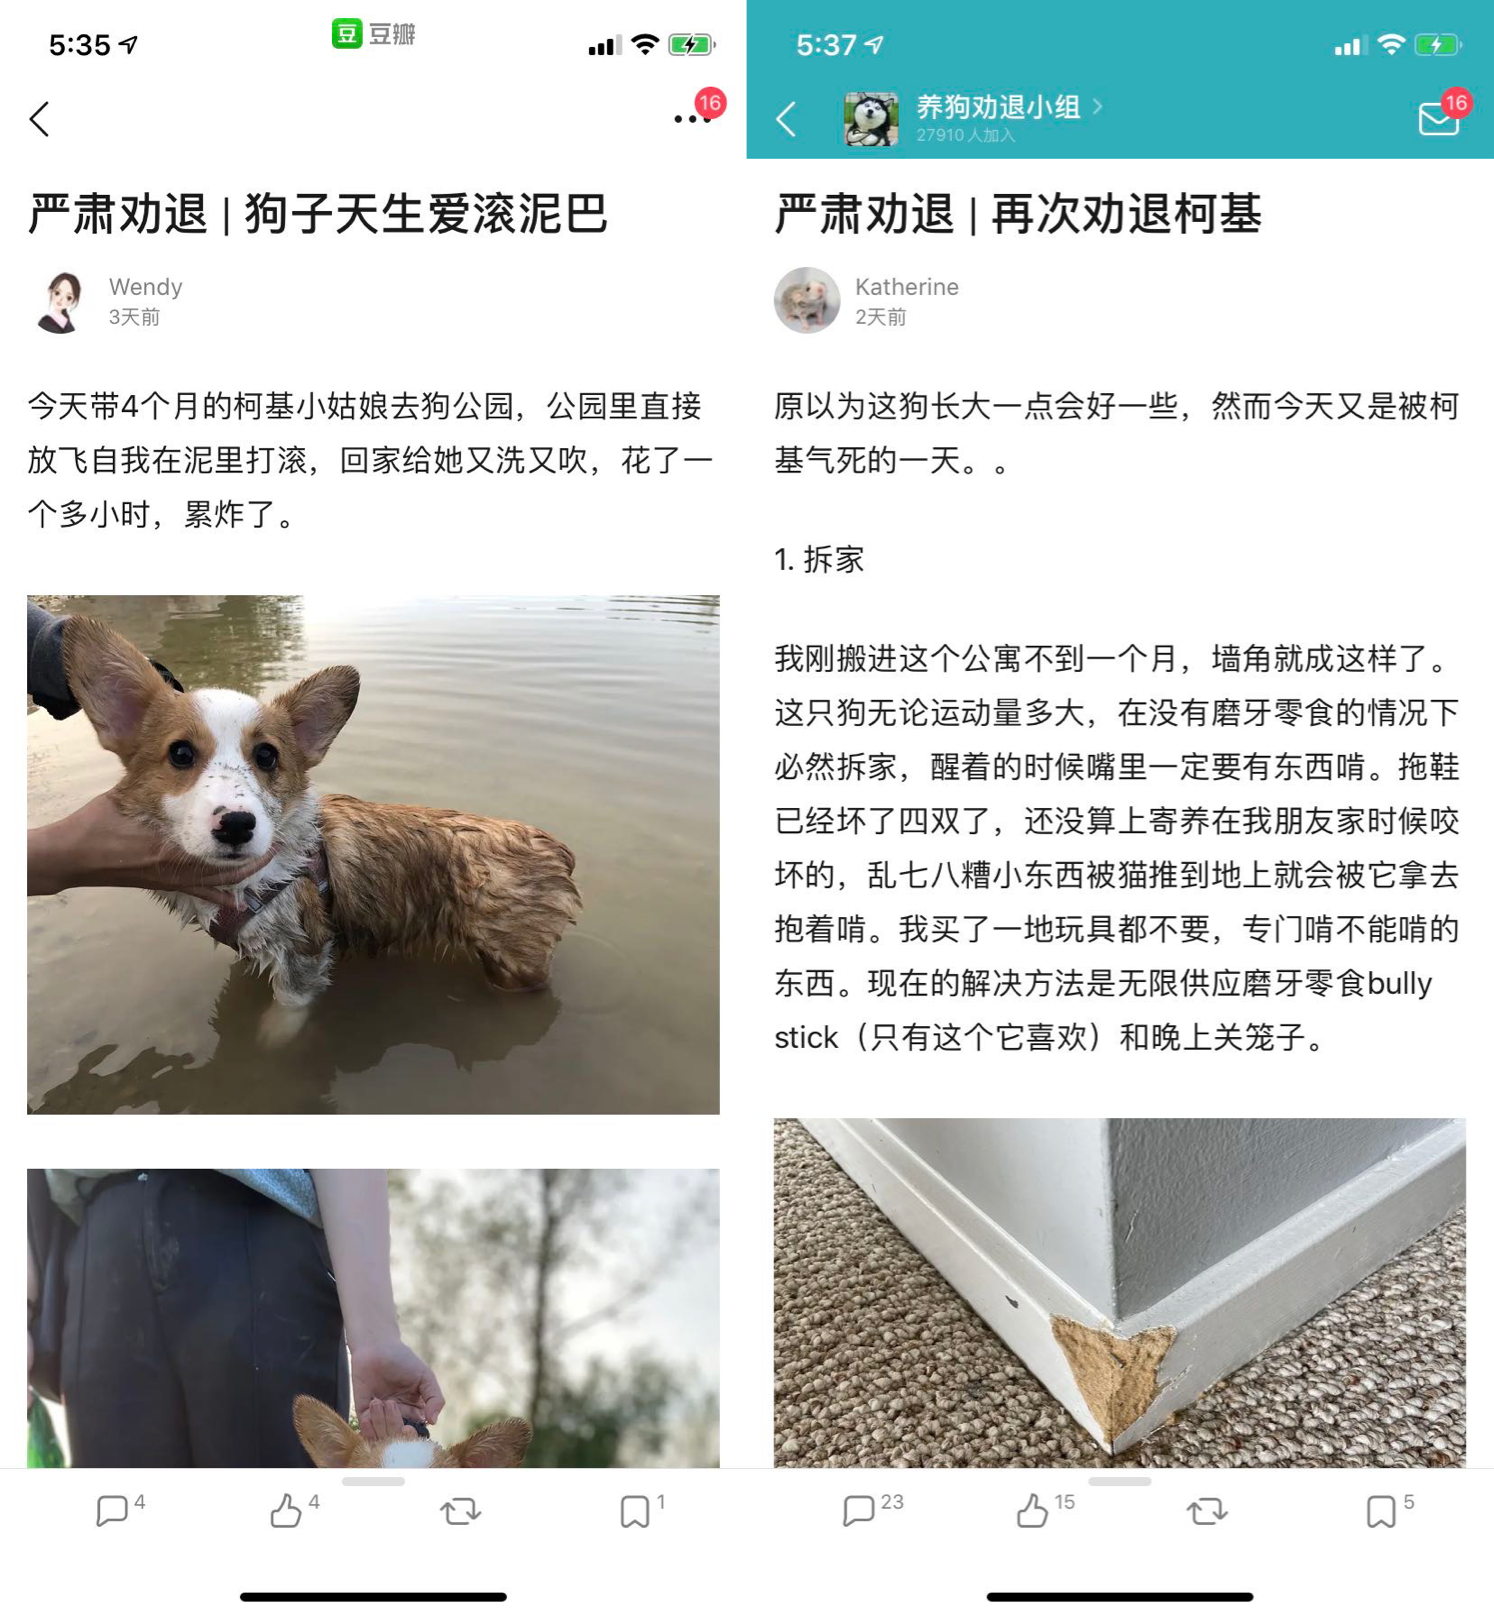 5:35
豆 豆瓣
16
严肃劝退 | 狗子天生爱滚泥巴
Wendy
3天前
今天带4个月的柯基小姑娘去狗公园，公园里直接
放飞自我在泥里打滚，回家给她又洗又吹，花了一
个多小时，累炸了。
4
4
1
5:37
养狗劝退小组
27910人加入
16
严肃劝退 | 再次劝退柯基
Katherine
2天前
原以为这狗长大一点会好一些，然而今天又是被柯
基气死的一天。。
1. 拆家
我刚搬进这个公寓不到一个月，墙角就成这样了。
这只狗无论运动量多大，在没有磨牙零食的情况下
必然拆家，醒着的时候嘴里一定要有东西啃。拖鞋
已经坏了四双了，还没算上寄养在我朋友家时候咬
坏的，乱七八糟小东西被猫推到地上就会被它拿去
抱着啃。我买了一地玩具都不要，专门啃不能啃的
东西。现在的解决方法是无限供应磨牙零食bully
stick（只有这个它喜欢）和晚上关笼子。
23
15
5